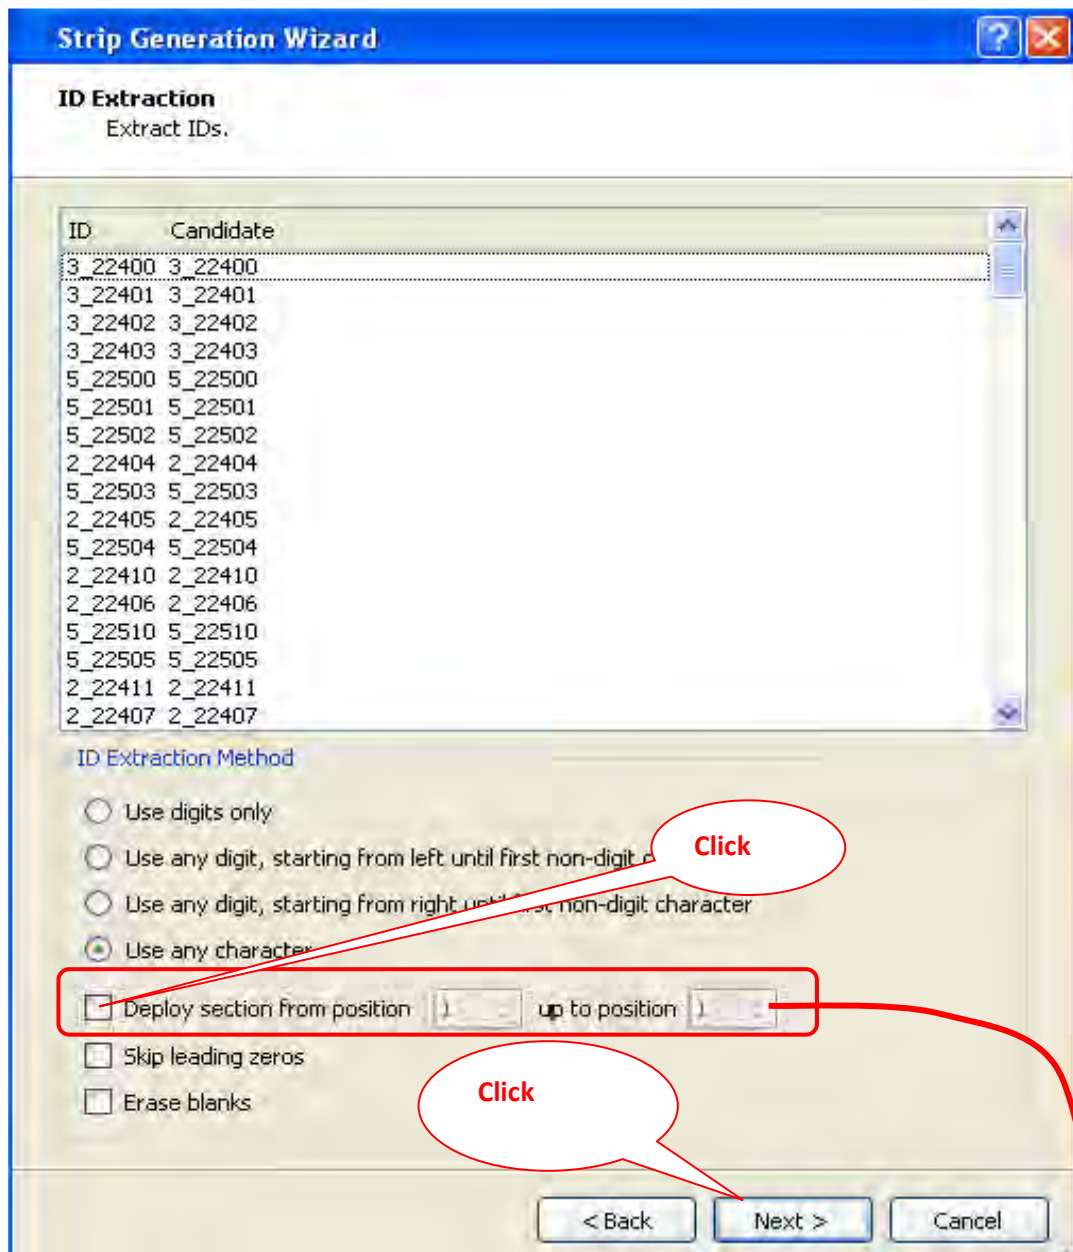 Strip Generation Wizard
ID Extraction
Extract IDs.
ID Candidate
3_22400 3_22400
3_22401 3_22401
3_22402 3_22402
3_22403 3_22403
5_22500 5_22500
5_22501 5_22501
5_22502 5_22502
2_22404 2_22404
5_22503 5_22503
2_22405 2_22405
5_22504 5_22504
2_22410 2_22410
2_22406 2_22406
5_22510 5_22510
5_22505 5_22505
2_22411 2_22411
2_22407 2_22407
ID Extraction Method
Use digits only
Use any digit, starting from left until first non-digit
Click
Use any digit, starting from right until first non-digit character
Use any character
Deploy section from position 1 up to position 1
Skip leading zeros
Erase blanks
Click
< Back Next > Cancel